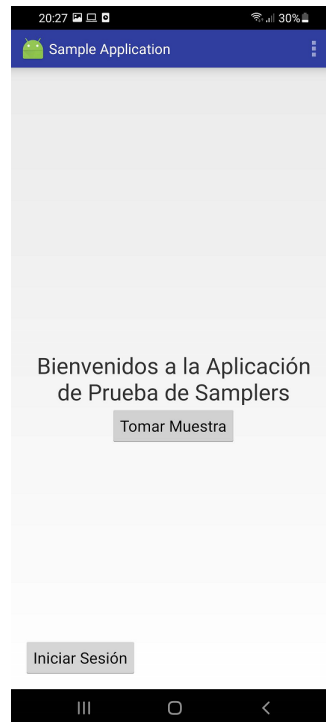 20:27 30%
Sample Application
Bienvenidos a la Aplicación
de Prueba de Samplers
Tomar Muestra
Iniciar Sesión